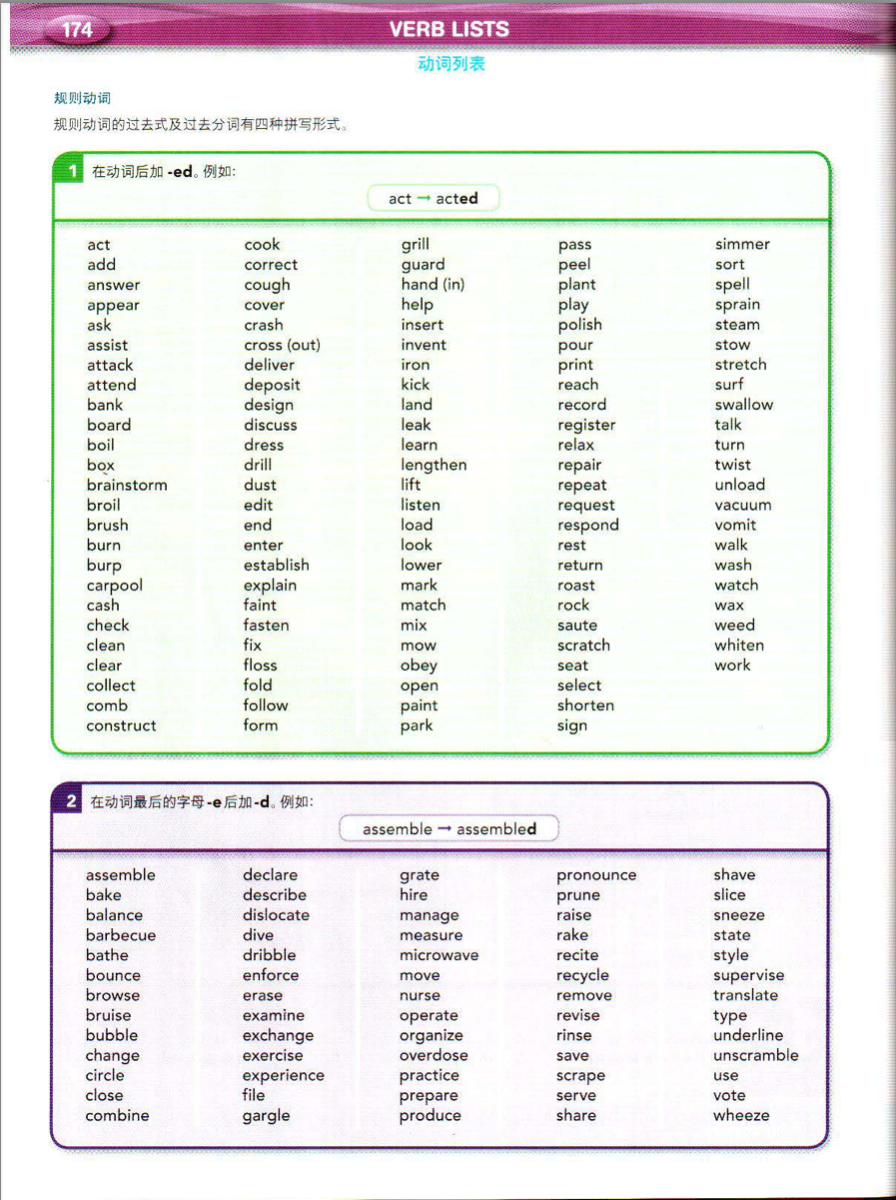 174
VERB LISTS
动词列表
规则动词
规则动词的过去式及过去分词有四种拼写形式。
1 在动词后加 -ed。例如：
act → acted
act
add
answer
appear
ask
assist
attack
attend
bank
board
boil
box
brainstorm
broil
brush
burn
burp
carpool
cash
check
clean
clear
collect
comb
construct
cook
correct
cough
cover
crash
cross (out)
deliver
deposit
design
discuss
dress
drill
dust
edit
end
enter
establish
explain
faint
fasten
fix
floss
fold
follow
form
grill
guard
hand (in)
help
insert
invent
iron
kick
land
leak
learn
lengthen
lift
listen
load
look
lower
mark
match
mix
mow
obey
open
paint
park
pass
peel
plant
play
polish
pour
print
reach
record
register
relax
repair
repeat
request
respond
rest
return
roast
rock
saute
scratch
seat
select
shorten
sign
simmer
sort
spell
sprain
steam
stow
stretch
surf
swallow
talk
turn
twist
unload
vacuum
vomit
walk
wash
watch
wax
weed
whiten
work
2 在动词最后的字母-e后加-d。例如：
assemble → assembled
assemble
bake
balance
barbecue
bathe
bounce
browse
bruise
bubble
change
circle
close
combine
declare
describe
dislocate
dive
dribble
enforce
erase
examine
exchange
exercise
experience
file
gargle
grate
hire
manage
measure
microwave
move
nurse
operate
organize
overdose
practice
prepare
produce
pronounce
prune
raise
rake
recite
recycle
remove
revise
rinse
save
scrape
serve
share
shave
slice
sneeze
state
style
supervise
translate
type
underline
unscramble
use
vote
wheeze